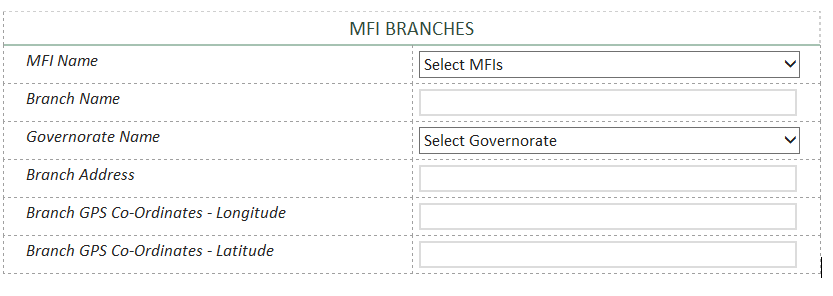 MFI BRANCHES
MFI Name
Select MFIs
Branch Name
Governorate Name
Select Governorate
Branch Address
Branch GPS Co-Ordinates - Longitude
Branch GPS Co-Ordinates - Latitude